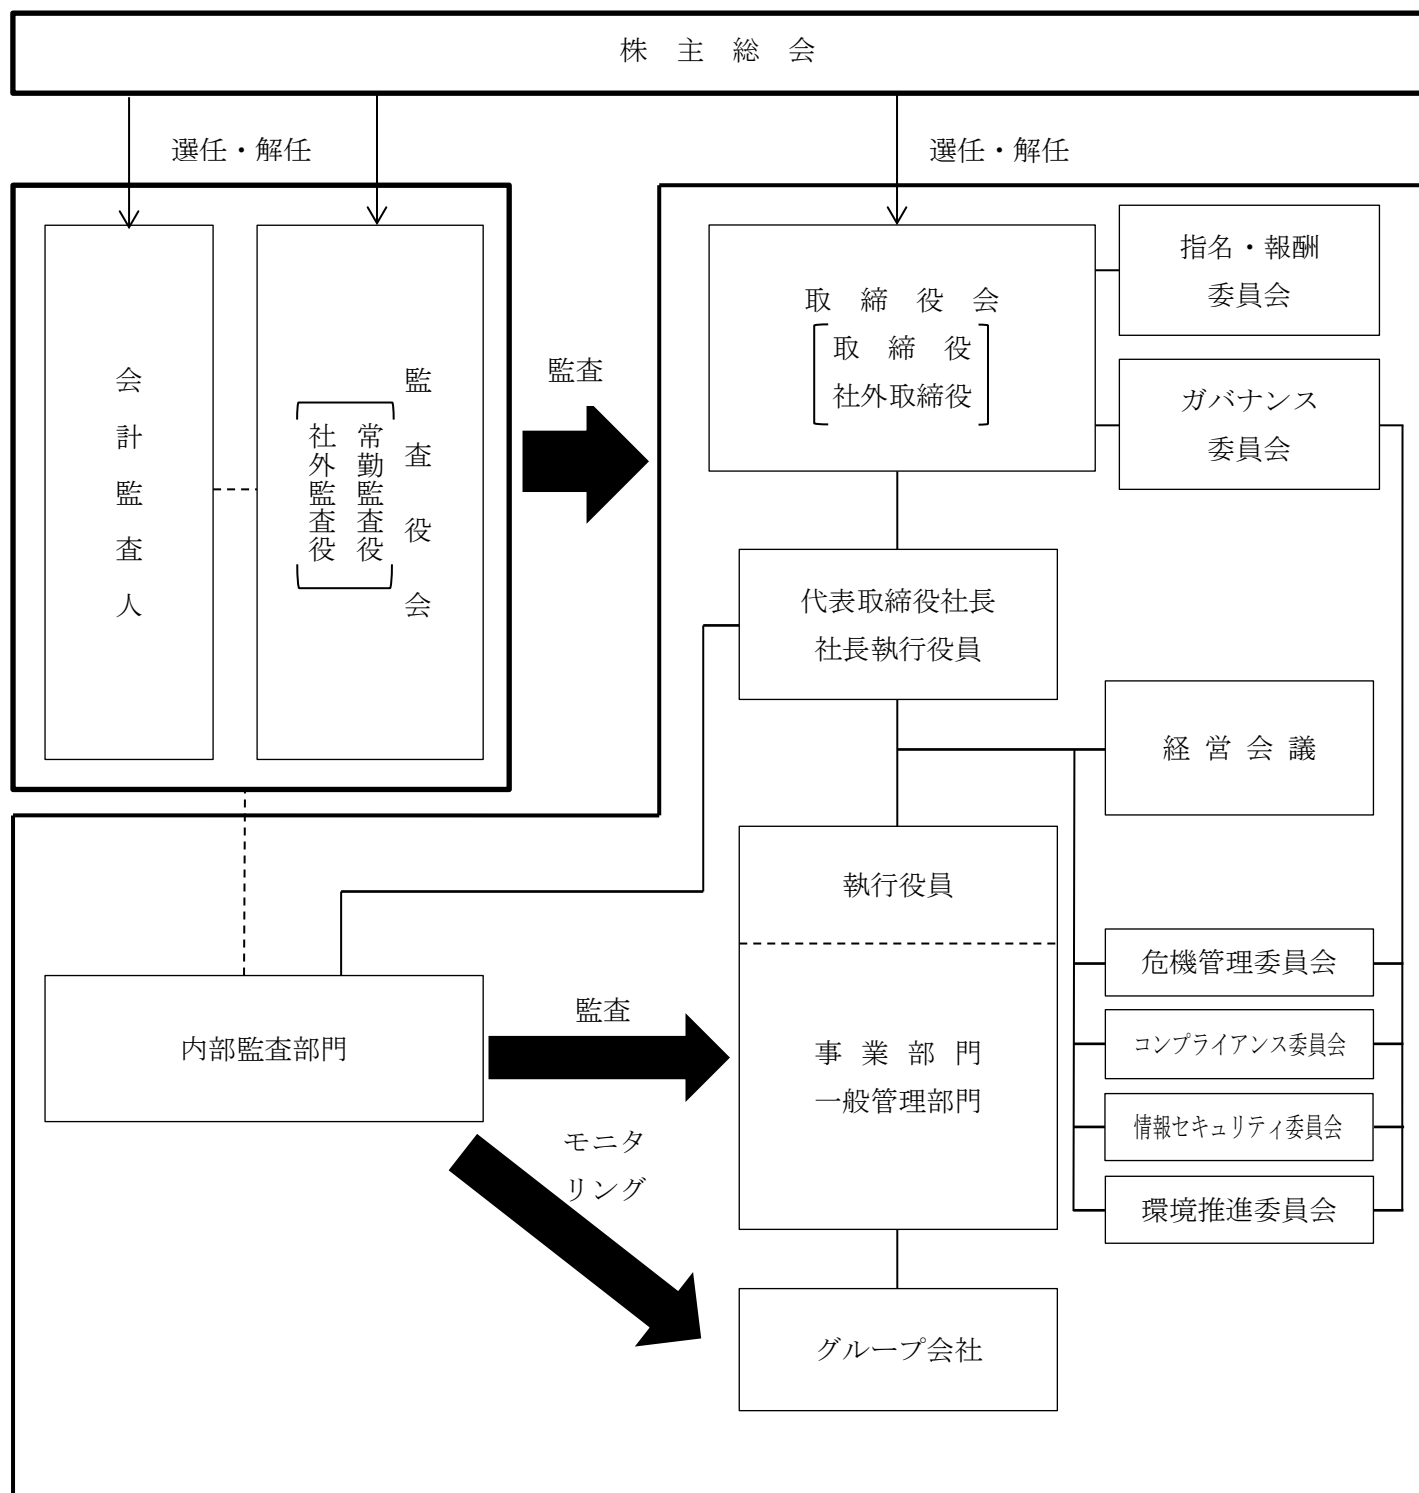 株 主 総 会
選任・解任
選任・解任
会計監査人
監査役会
常勤監査役
社外監査役
監査
取 締 役 会
取 締 役
社外取締役
指名・報酬
委員会
ガバナンス
委員会
代表取締役社長
社長執行役員
経 営 会 議
執行役員
事 業 部 門
一般管理部門
危機管理委員会
コンプライアンス委員会
情報セキュリティ委員会
環境推進委員会
内部監査部門
監査
モニタ
リング
グループ会社